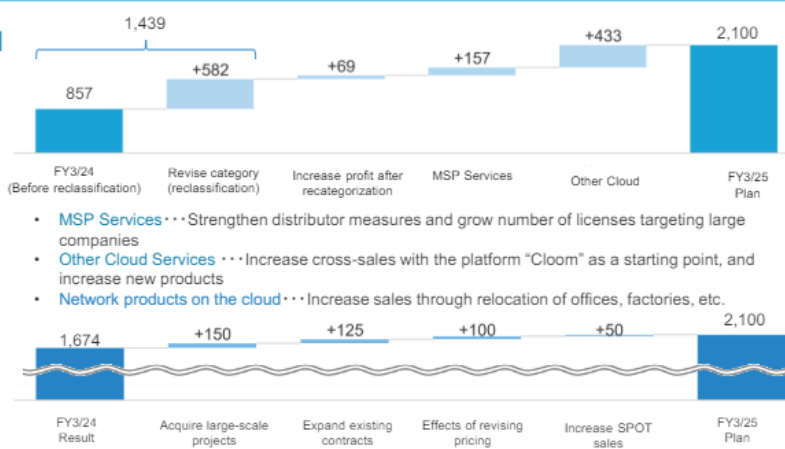 1,439
857
+582
+69
+157
+433
2,100
FY3/24
(Before reclassification)
Revise category
(reclassification)
Increase profit after
recategorization
MSP Services
Other Cloud
FY3/25
Plan
• MSP Services･･･Strengthen distributor measures and grow number of licenses targeting large
companies
• Other Cloud Services ･･･Increase cross-sales with the platform “Cloom” as a starting point, and
increase new products
• Network products on the cloud･･･Increase sales through relocation of offices, factories, etc.
1,674
+150
+125
+100
+50
2,100
FY3/24
Result
Acquire large-scale
projects
Expand existing
contracts
Effects of revising
pricing
Increase SPOT
sales
FY3/25
Plan